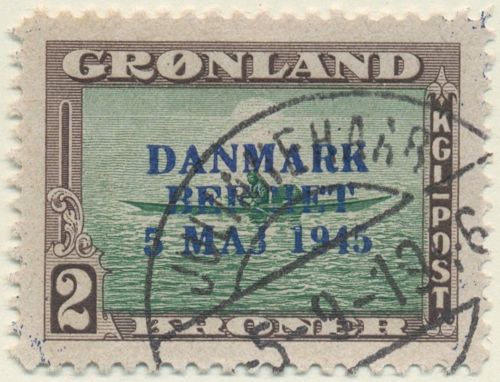 GRØNLAND
KGL-POST
DANMARK
BEFRIET
5 MAJ 1945
2
KRONER